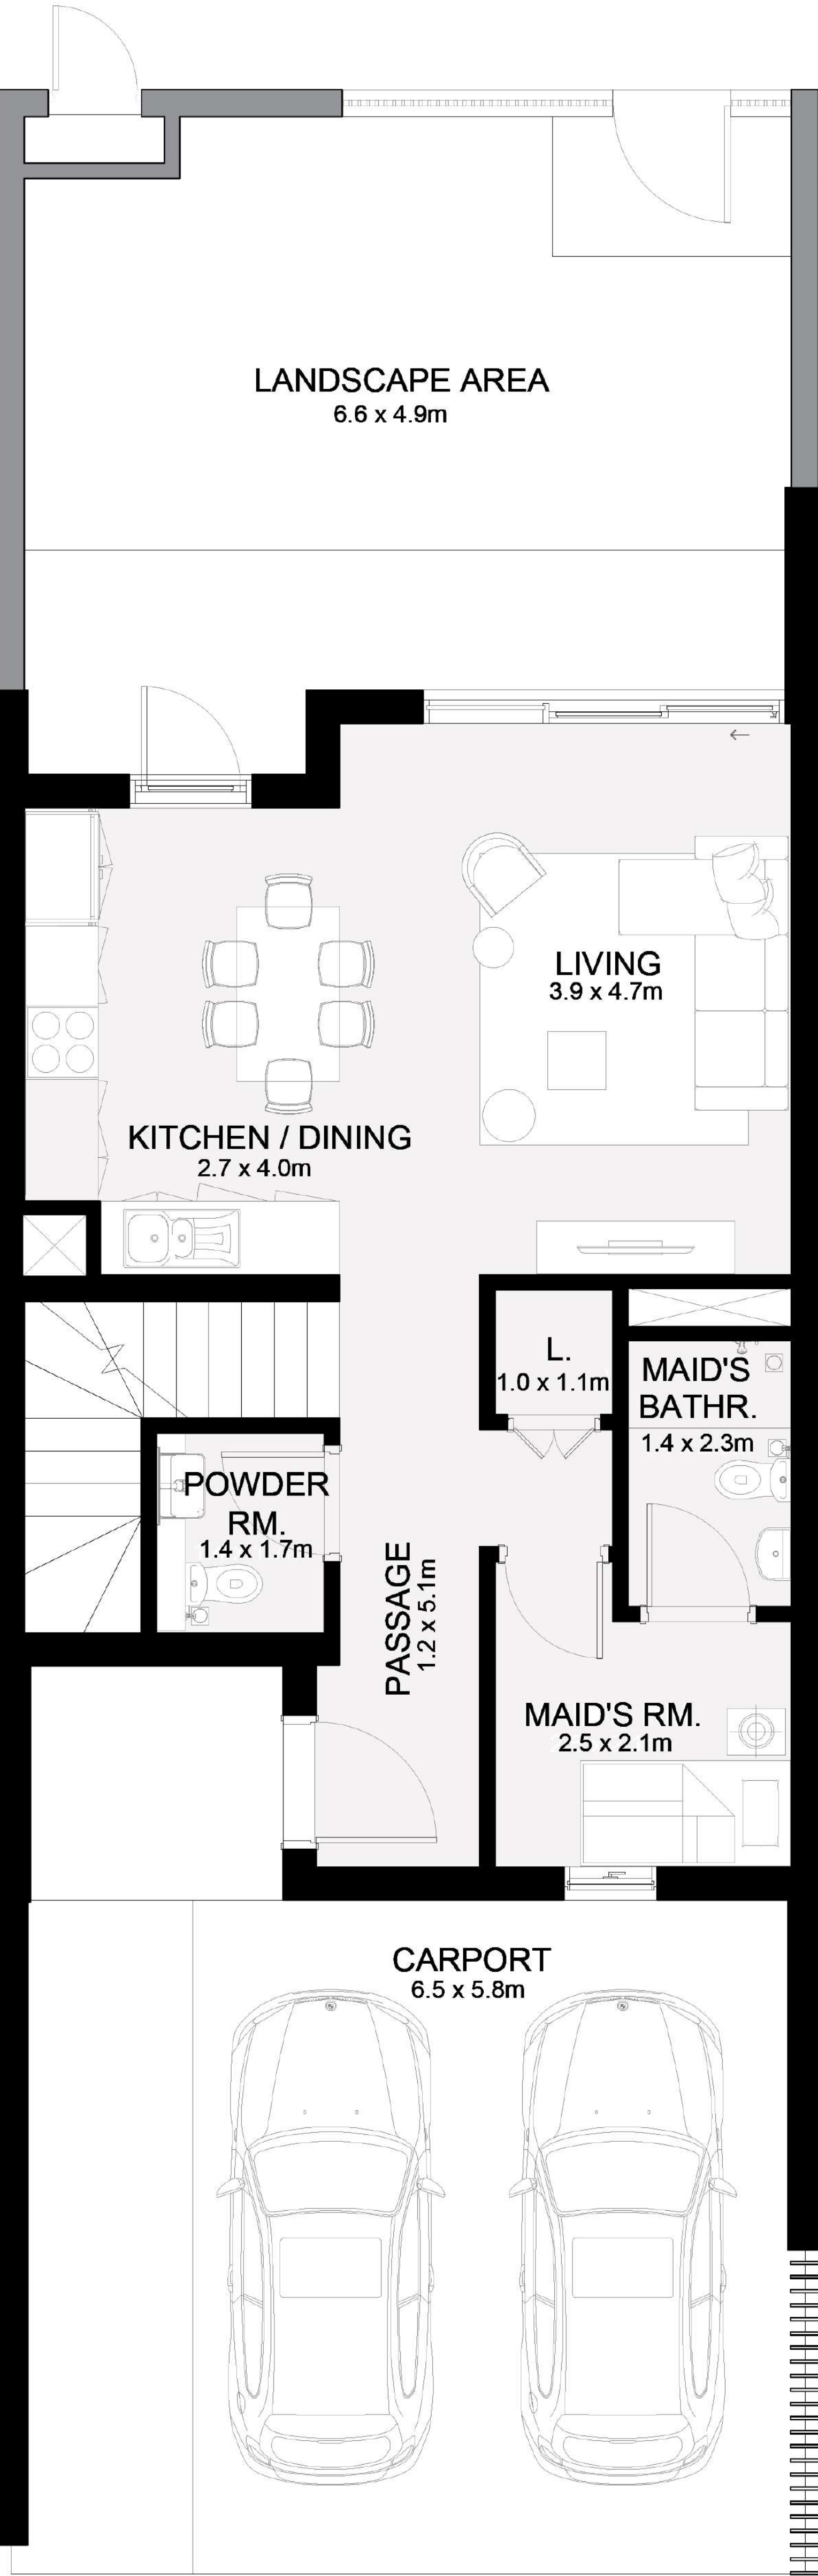 LANDSCAPE AREA
6.6 x 4.9m
LIVING
3.9 x 4.7m
KITCHEN / DINING
2.7 x 4.0m
L.
1.0 x 1.1m
MAID'S
BATHR.
1.4 x 2.3m
POWDER
RM.
1.4 x 1.7m
PASSAGE
1.2 x 5.1m
MAID'S RM.
2.5 x 2.1m
CARPORT
6.5 x 5.8m